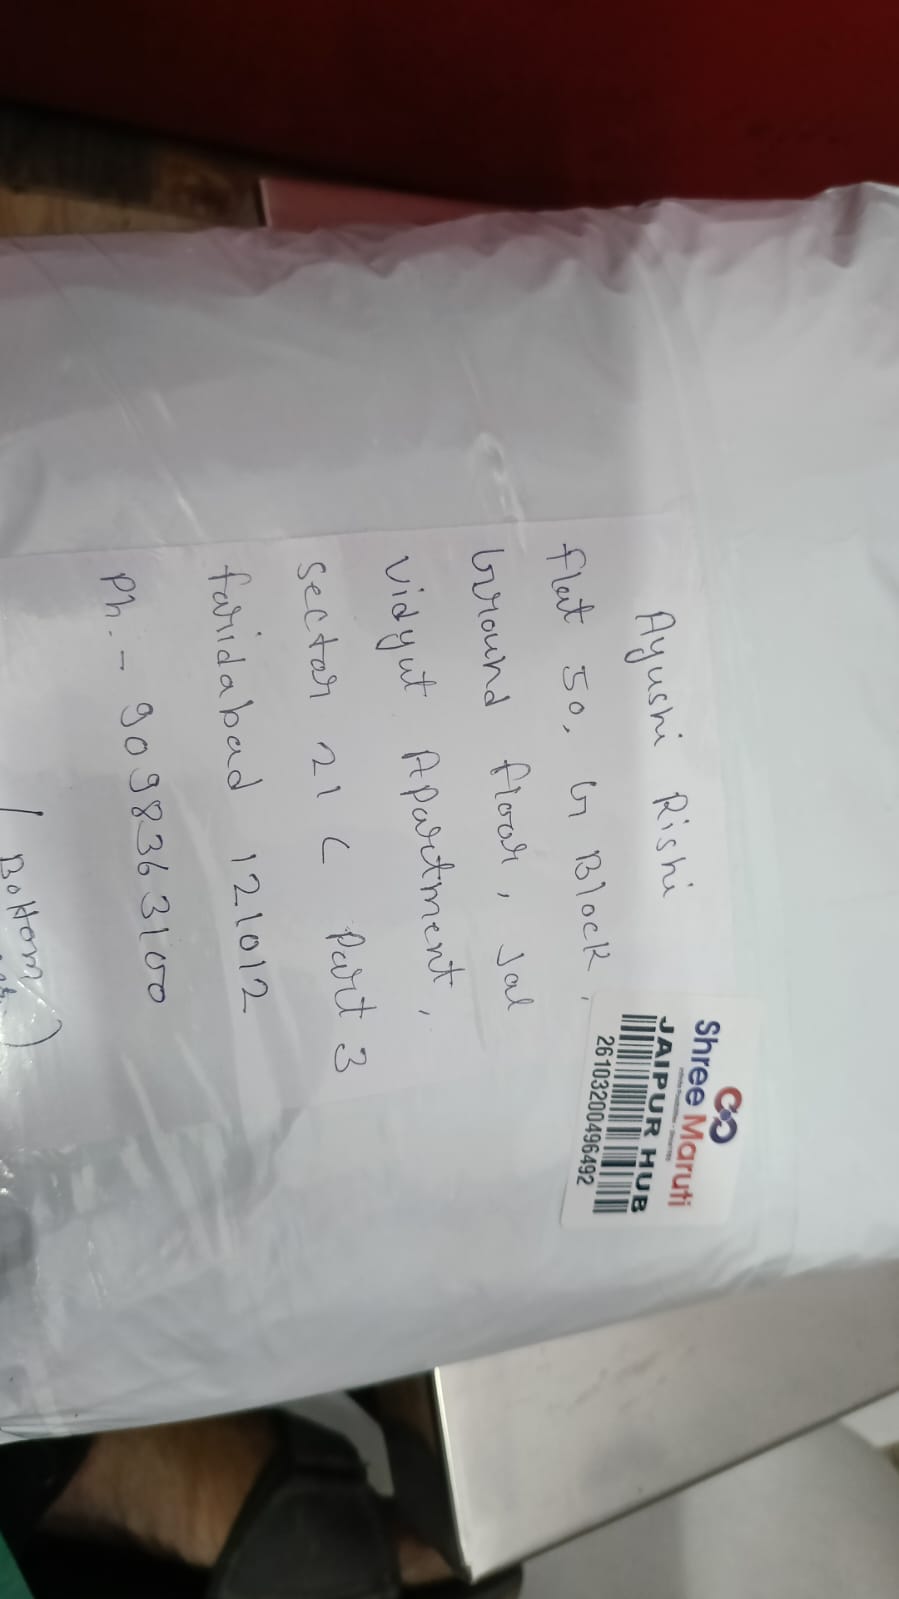 Ayushi Rishi
flat 50, G Block,
Ground floor, Jal
Vidyut Apartment,
Sector 21 C Part 3
faridabad 121012
Ph. - 9098363100
(Bottom
Shree Maruti
JAIPUR HUB
26103200496492